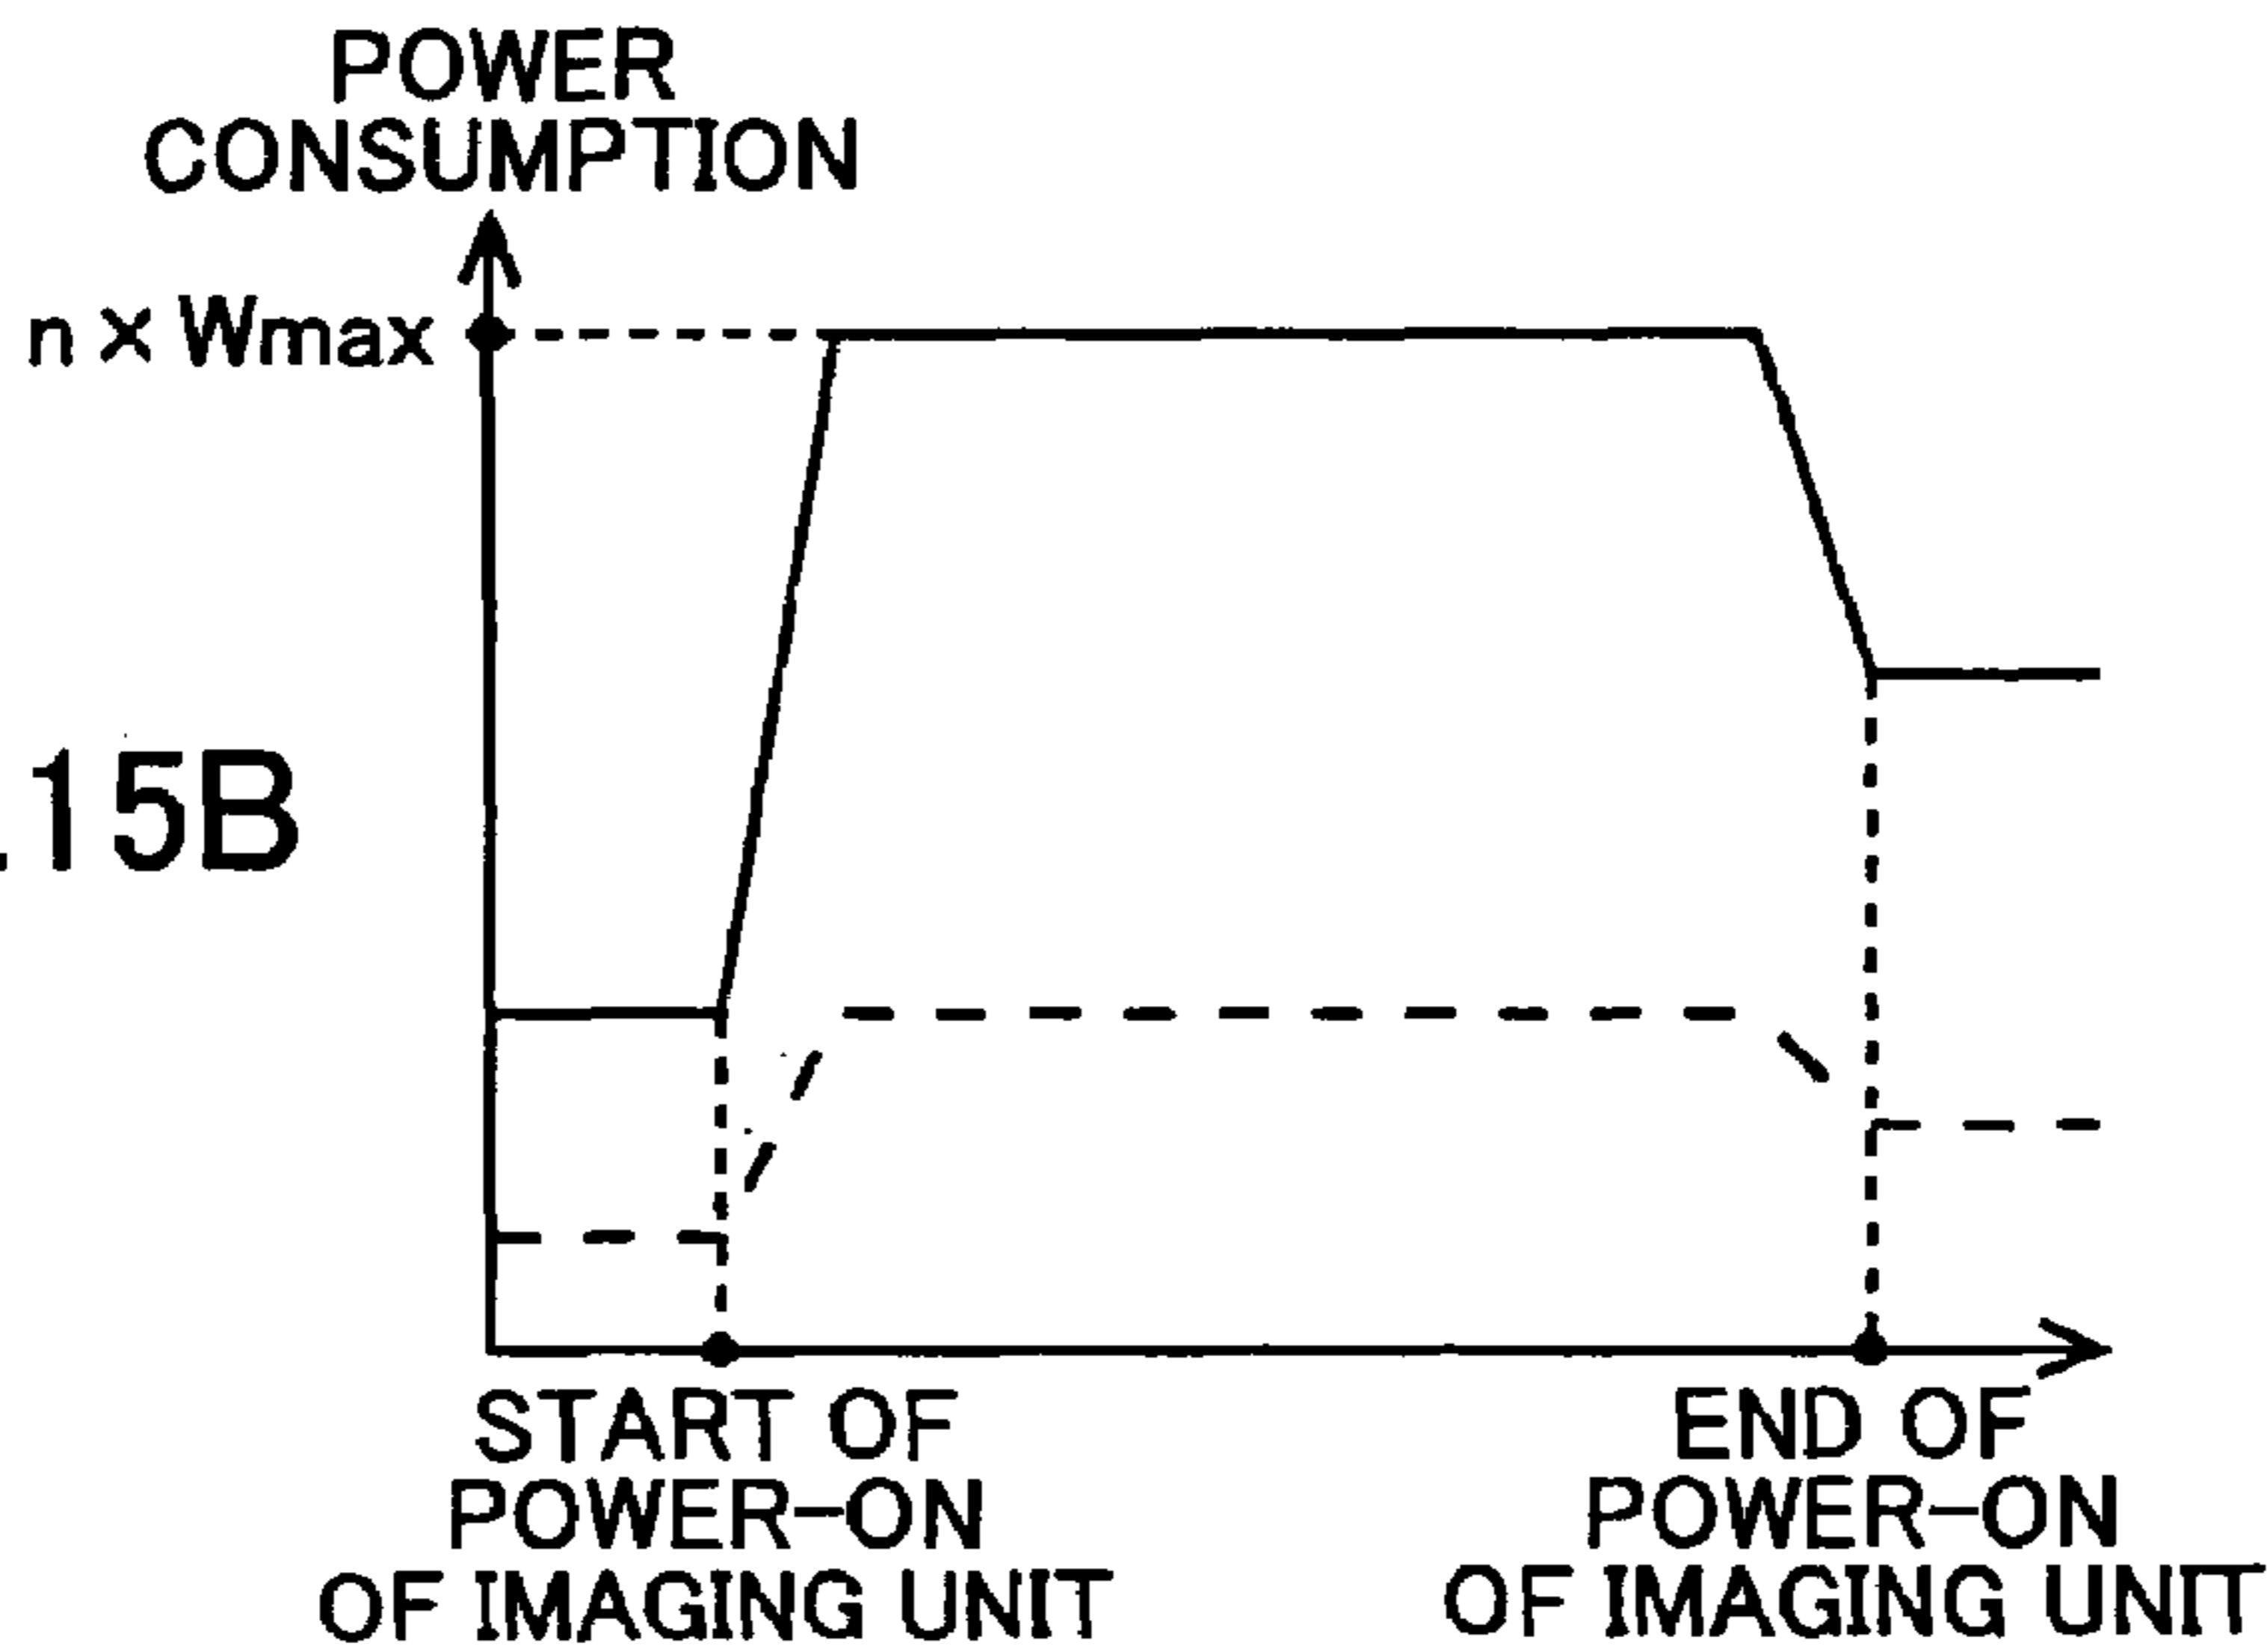 POWER
CONSUMPTION
n × Wmax
.15B
START OF
POWER-ON
OF IMAGING UNIT
END OF
POWER-ON
OF IMAGING UNIT